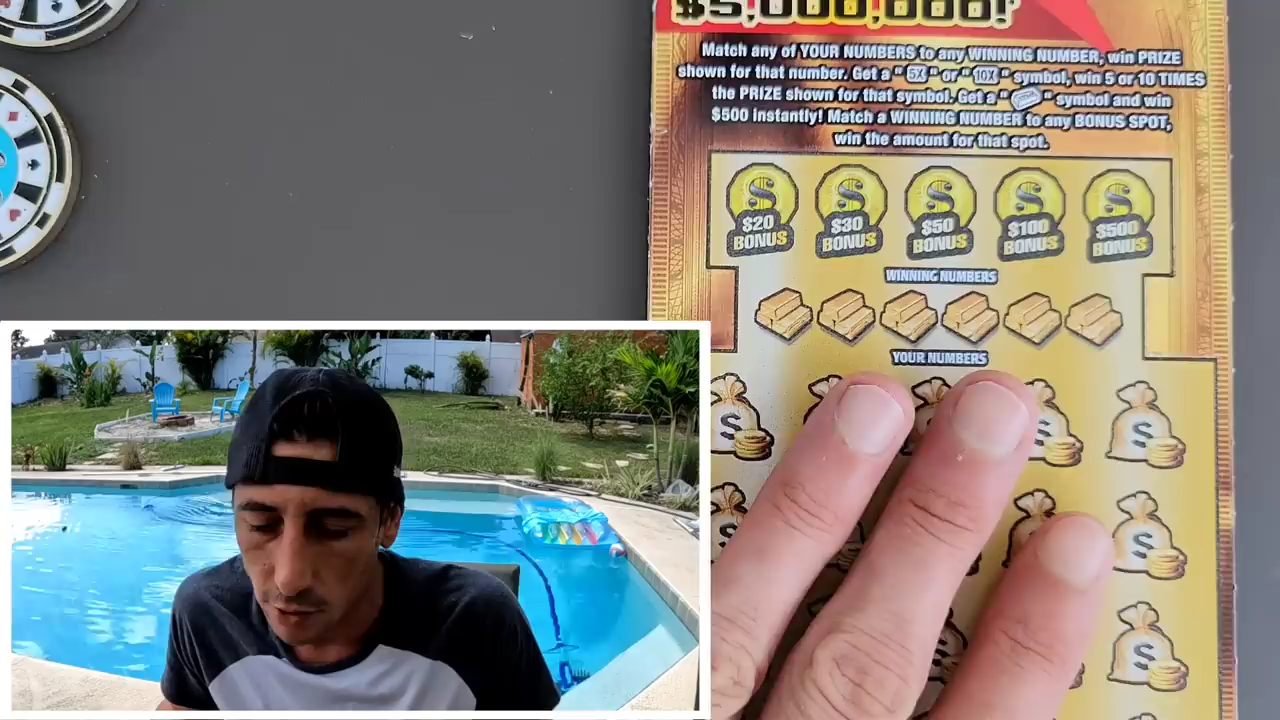 $5,000,000!
Match any of YOUR NUMBERS to any WINNING NUMBER, win PRIZE
shown for that number. Get a "5X" or "10X" symbol, win 5 or 10 TIMES
the PRIZE shown for that symbol. Get a " " symbol and win
$500 instantly! Match a WINNING NUMBER to any BONUS SPOT,
win the amount for that spot.
$20 BONUS
$30 BONUS
$50 BONUS
$100 BONUS
$500 BONUS
WINNING NUMBERS
YOUR NUMBERS